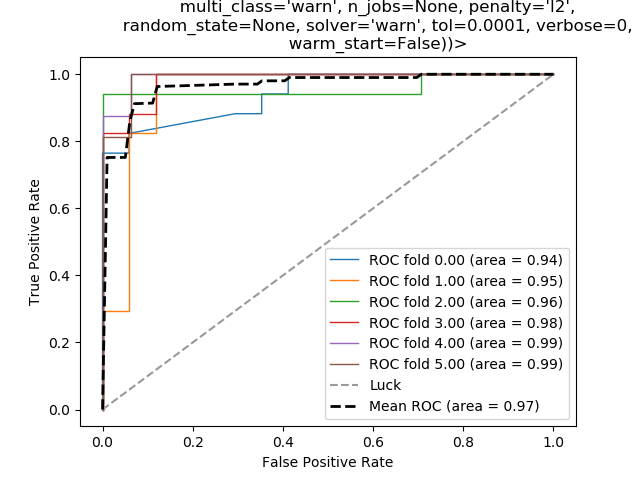 multi_class='warn', n_jobs=None, penalty='l2',
random_state=None, solver='warn', tol=0.0001, verbose=0,
warm_start=False))>
1.0
0.8
0.6
0.4
0.2
0.0
True Positive Rate
ROC fold 0.00 (area = 0.94)
ROC fold 1.00 (area = 0.95)
ROC fold 2.00 (area = 0.96)
ROC fold 3.00 (area = 0.98)
ROC fold 4.00 (area = 0.99)
ROC fold 5.00 (area = 0.99)
Luck
Mean ROC (area = 0.97)
0.0 0.2 0.4 0.6 0.8 1.0
False Positive Rate